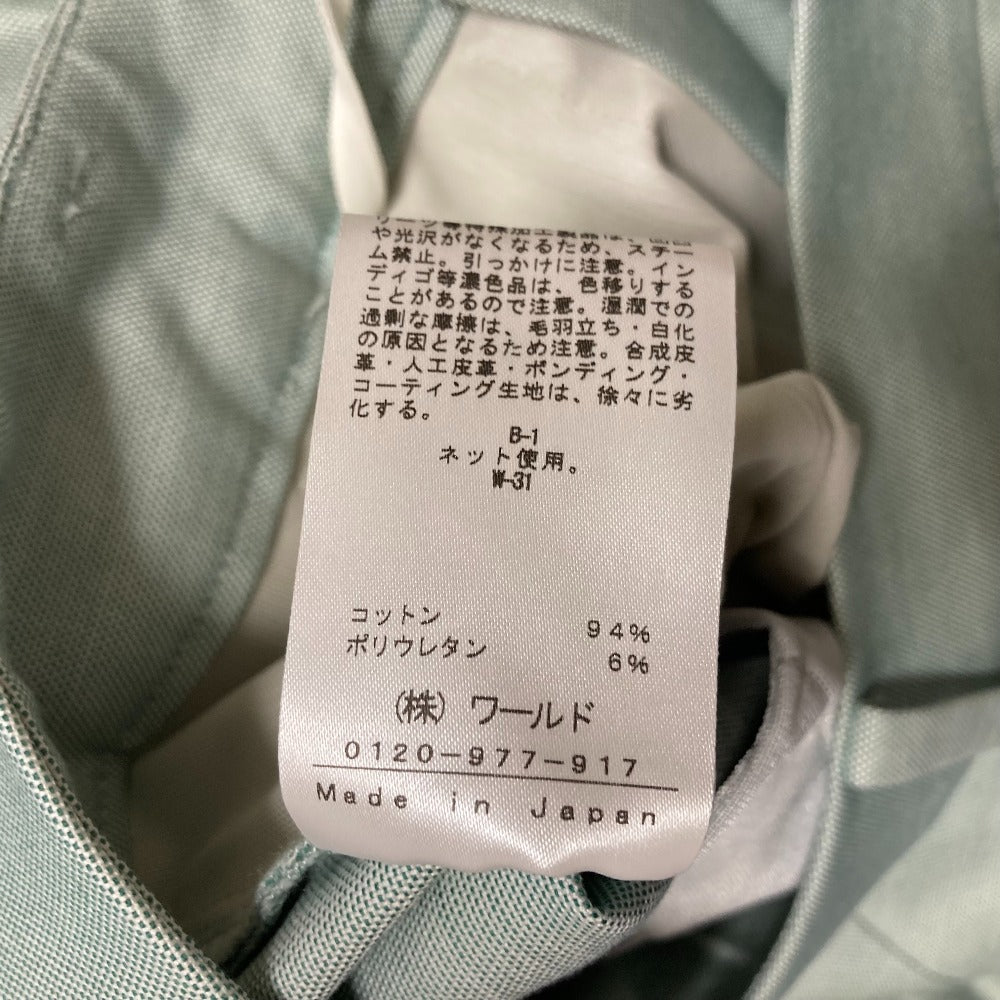 や光沢がなくなるため、スチー
ム禁止。引っかけに注意。イン
ディゴ等濃色品は、色移りする
ことがあるので注意。湿潤での
過剰な摩擦は、毛羽立ち・白化
の原因となるため注意。合成皮
革・人工皮革・ボンディング・
コーティング生地は、徐々に劣
化する。
B-1
ネット使用。
W-31
コットン 94%
ポリウレタン 6%
(株) ワールド
0120-977-917
Made in Japan